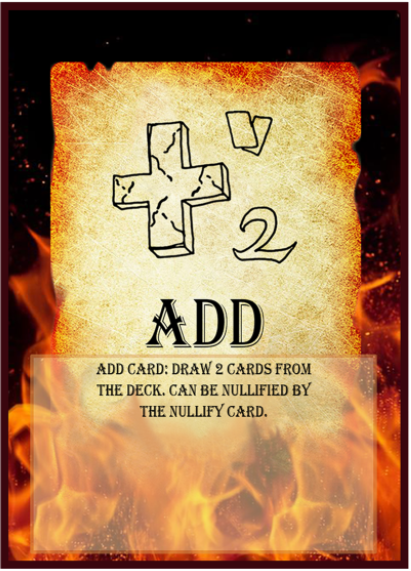 2
ADD
ADD CARD: DRAW 2 CARDS FROM
THE DECK. CAN BE NULLIFIED BY
THE NULLIFY CARD.